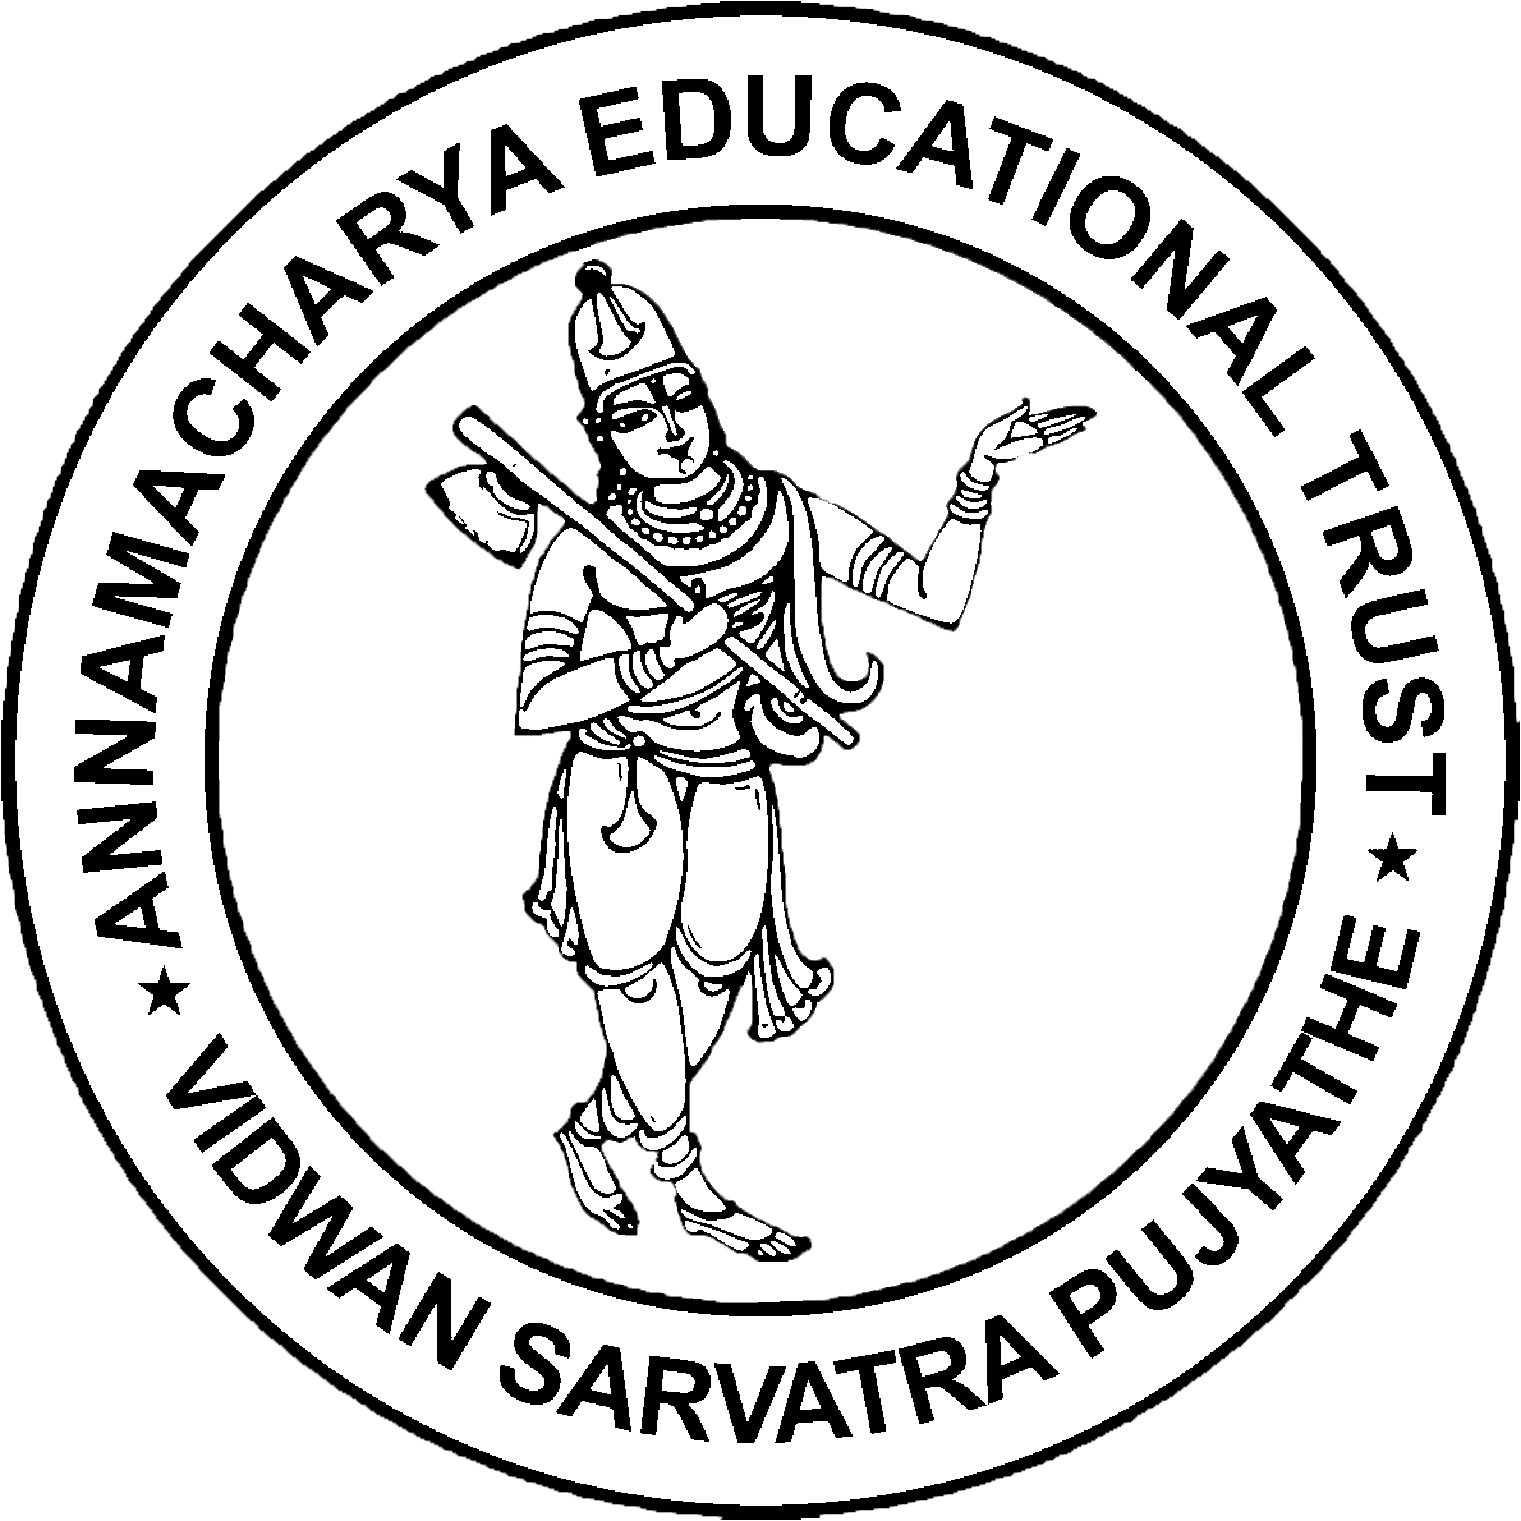 ANNAMACHARYA EDUCATIONAL TRUST
VIDWAN SARVATRA PUJYATHE